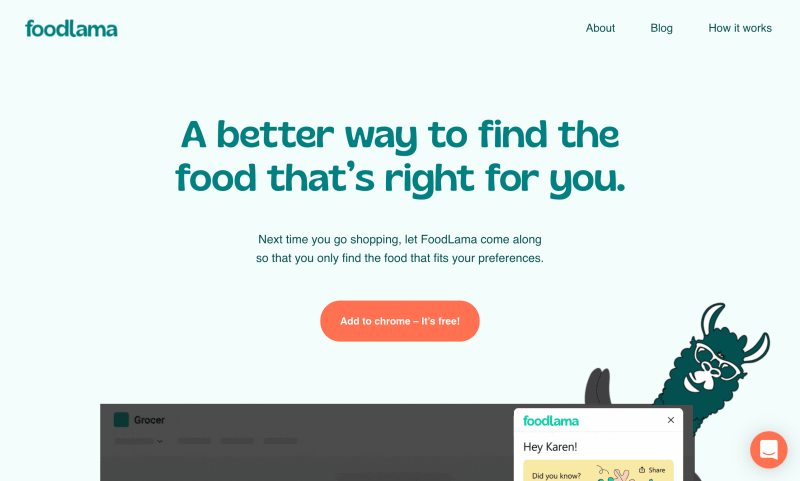 foodlama
About
Blog
How it works
A better way to find the
food that's right for you.
Next time you go shopping, let FoodLama come along
so that you only find the food that fits your preferences.
Add to chrome – It's free!
Grocer
foodlama
Hey Karen!
Did you know?
Share